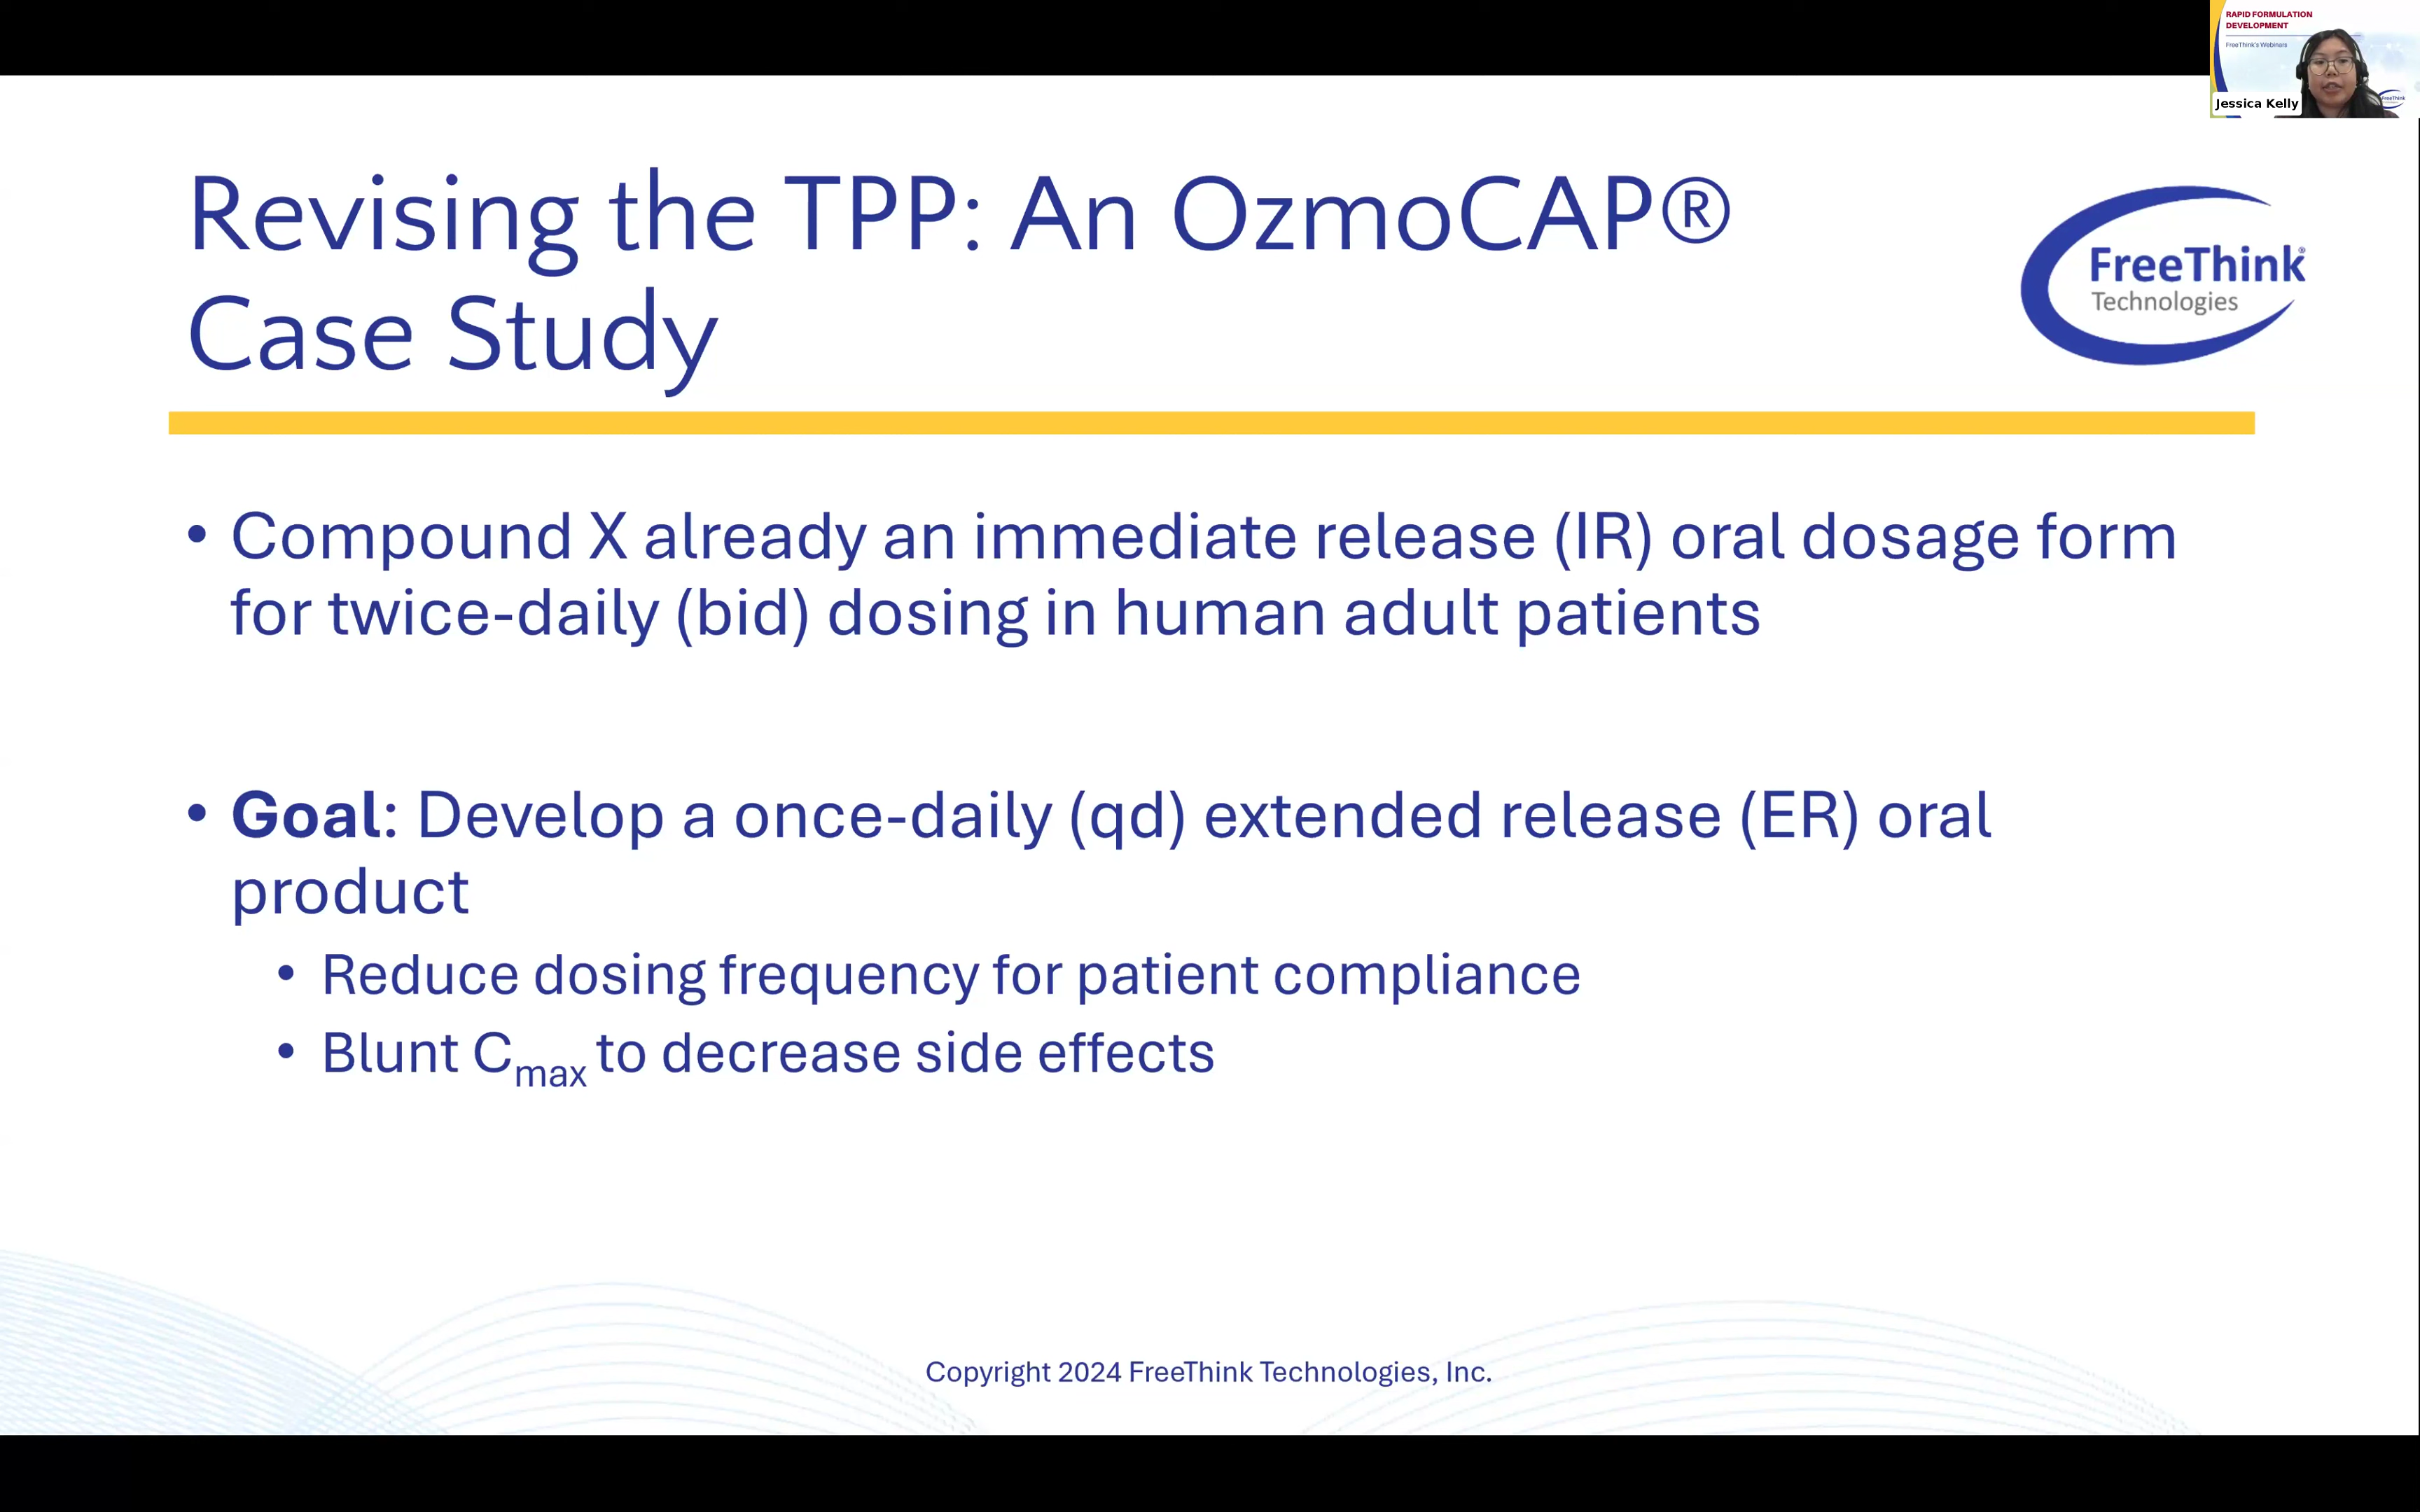 RAPID FORMULATION
DEVELOPMENT
FreeThink's Webinars
FreeThink
Jessica Kelly
Revising the TPP: An OzmoCAP®
Case Study
FreeThink®
Technologies
• Compound X already an immediate release (IR) oral dosage form
for twice-daily (bid) dosing in human adult patients
• Goal: Develop a once-daily (qd) extended release (ER) oral
product
• Reduce dosing frequency for patient compliance
• Blunt Cmax to decrease side effects
Copyright 2024 FreeThink Technologies, Inc.